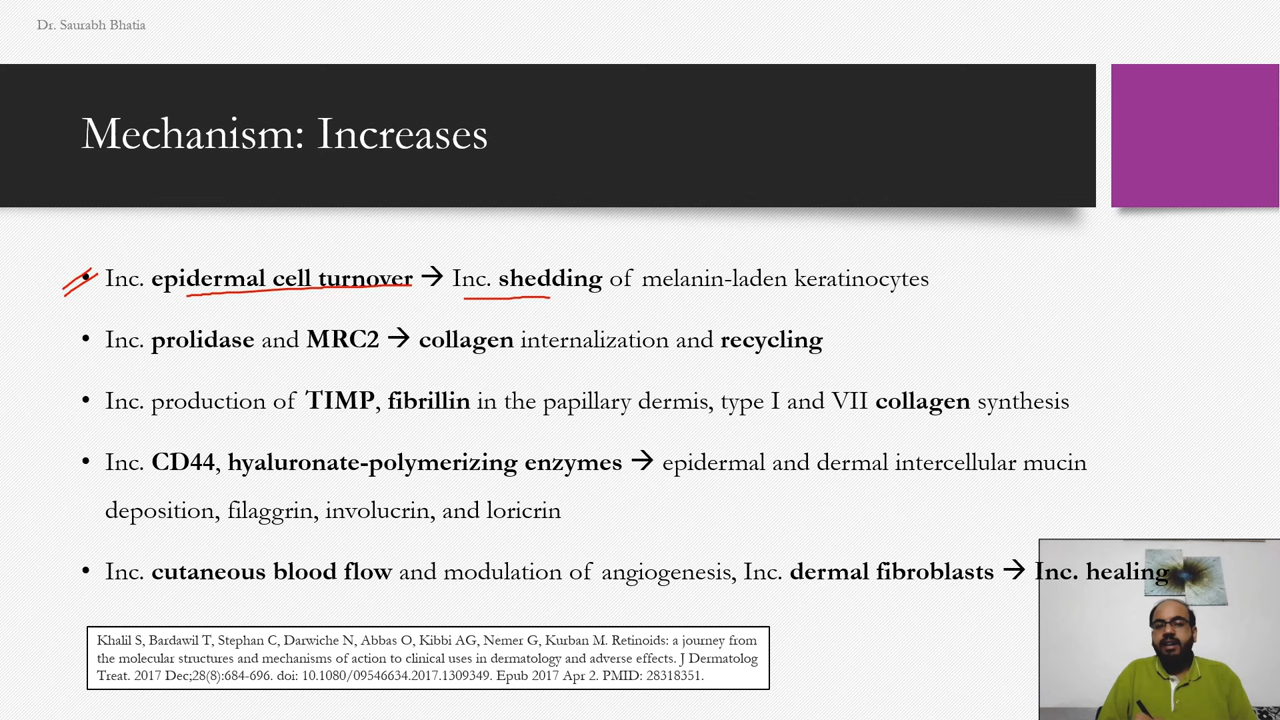 Dr. Saurabh Bhatia
Mechanism: Increases
• Inc. epidermal cell turnover → Inc. shedding of melanin-laden keratinocytes
• Inc. prolidase and MRC2 → collagen internalization and recycling
• Inc. production of TIMP, fibrillin in the papillary dermis, type I and VII collagen synthesis
• Inc. CD44, hyaluronate-polymerizing enzymes → epidermal and dermal intercellular mucin
deposition, filaggrin, involucrin, and loricrin
• Inc. cutaneous blood flow and modulation of angiogenesis, Inc. dermal fibroblasts → Inc. healing
Khalil S, Bardawil T, Stephan C, Darwiche N, Abbas O, Kibbi AG, Nemer G, Kurban M. Retinoids: a journey from
the molecular structures and mechanisms of action to clinical uses in dermatology and adverse effects. J Dermatolog
Treat. 2017 Dec;28(8):684-696. doi: 10.1080/09546634.2017.1309349. Epub 2017 Apr 2. PMID: 28318351.